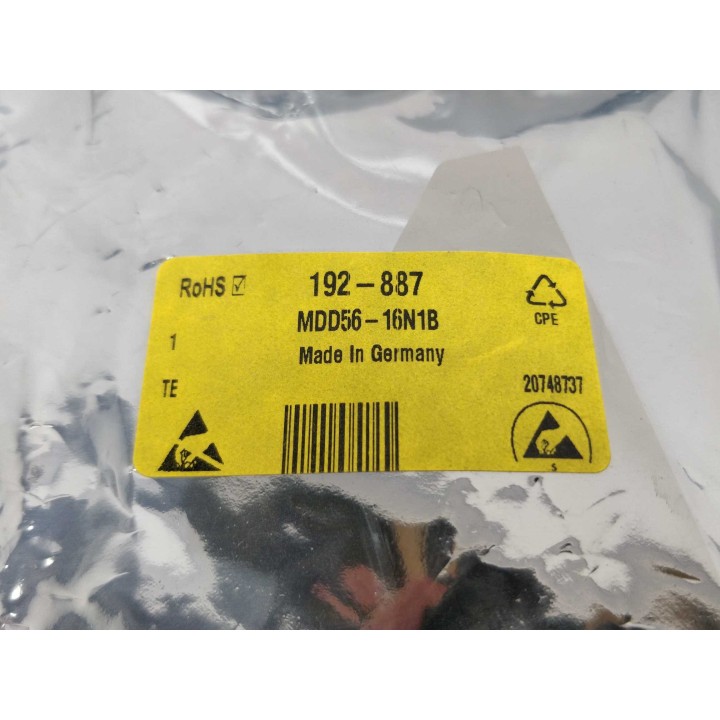 RoHS ☑
192-887
MDD56-16N1B
CPE
1
Made In Germany
TE
20748737
S